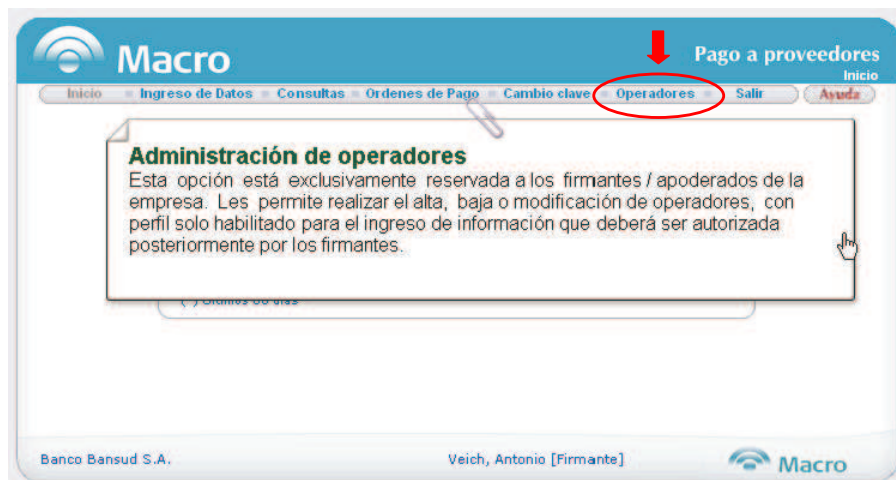 Macro
Pago a proveedores
Inicio
Inicio Ingreso de Datos Consultas Ordenes de Pago Cambio clave Operadores Salir Ayuda
Administración de operadores
Esta opción está exclusivamente reservada a los firmantes / apoderados de la
empresa. Les permite realizar el alta, baja o modificación de operadores, con
perfil solo habilitado para el ingreso de información que deberá ser autorizada
posteriormente por los firmantes.
Banco Bansud S.A. Veich, Antonio [Firmante] Macro